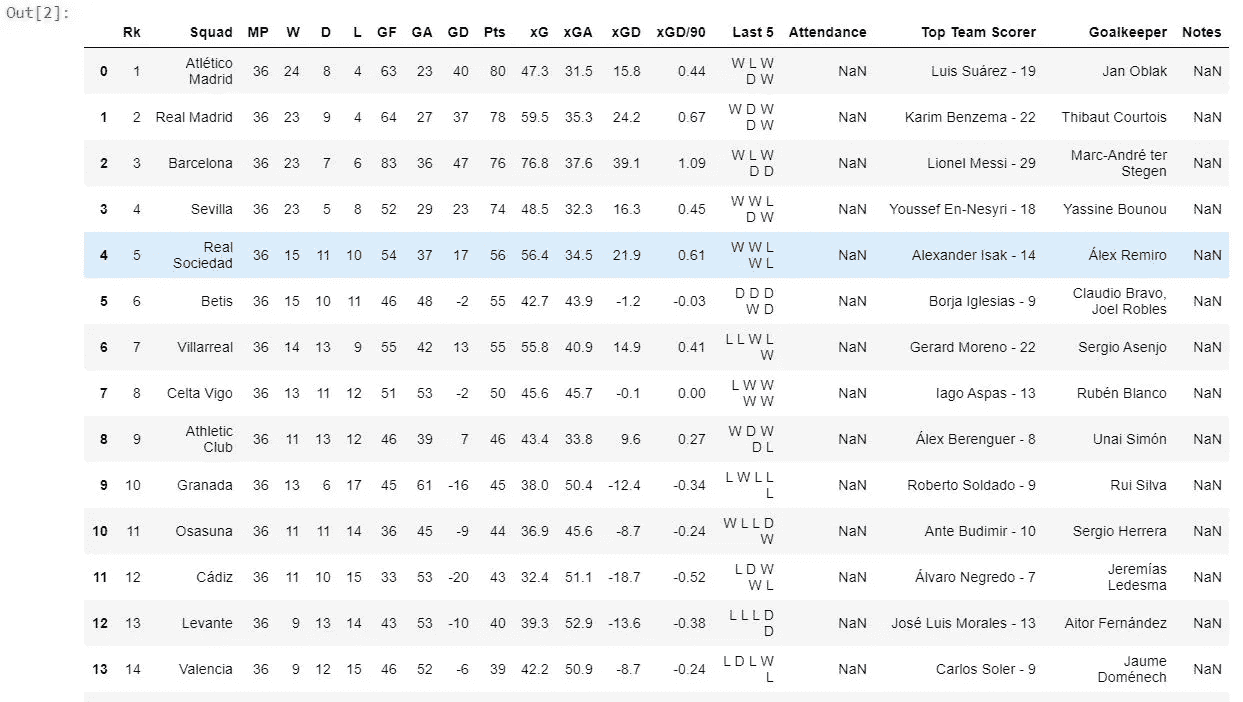 Out[2]:
Rk Squad MP W D L GF GA GD Pts xG xGA xGD xGD/90 Last 5 Attendance Top Team Scorer Goalkeeper Notes
0 1 Atlético Madrid 36 24 8 4 63 23 40 80 47.3 31.5 15.8 0.44 W L W D W NaN Luis Suárez - 19 Jan Oblak NaN
1 2 Real Madrid 36 23 9 4 64 27 37 78 59.5 35.3 24.2 0.67 W D W D W NaN Karim Benzema - 22 Thibaut Courtois NaN
2 3 Barcelona 36 23 7 6 83 36 47 76 76.8 37.6 39.1 1.09 W L W D D NaN Lionel Messi - 29 Marc-André ter Stegen NaN
3 4 Sevilla 36 23 5 8 52 29 23 74 48.5 32.3 16.3 0.45 W W L D W NaN Youssef En-Nesyri - 18 Yassine Bounou NaN
4 5 Real Sociedad 36 15 11 10 54 37 17 56 56.4 34.5 21.9 0.61 W W L W L NaN Alexander Isak - 14 Álex Remiro NaN
5 6 Betis 36 15 10 11 46 48 -2 55 42.7 43.9 -1.2 -0.03 D D D W D NaN Borja Iglesias - 9 Claudio Bravo, Joel Robles NaN
6 7 Villarreal 36 14 13 9 55 42 13 55 55.8 40.9 14.9 0.41 L L W L W NaN Gerard Moreno - 22 Sergio Asenjo NaN
7 8 Celta Vigo 36 13 11 12 51 53 -2 50 45.6 45.7 -0.1 0.00 L W W W W NaN Iago Aspas - 13 Rubén Blanco NaN
8 9 Athletic Club 36 11 13 12 46 39 7 46 43.4 33.8 9.6 0.27 W D W D L NaN Álex Berenguer - 8 Unai Simón NaN
9 10 Granada 36 13 6 17 45 61 -16 45 38.0 50.4 -12.4 -0.34 L W L L L NaN Roberto Soldado - 9 Rui Silva NaN
10 11 Osasuna 36 11 11 14 36 45 -9 44 36.9 45.6 -8.7 -0.24 W L L D W NaN Ante Budimir - 10 Sergio Herrera NaN
11 12 Cádiz 36 11 10 15 33 53 -20 43 32.4 51.1 -18.7 -0.52 L D W W L NaN Álvaro Negredo - 7 Jeremías Ledesma NaN
12 13 Levante 36 9 13 14 43 53 -10 40 39.3 52.9 -13.6 -0.38 L L L D D NaN José Luis Morales - 13 Aitor Fernández NaN
13 14 Valencia 36 9 12 15 46 52 -6 39 42.2 50.9 -8.7 -0.24 L D L W L NaN Carlos Soler - 9 Jaume Doménech NaN